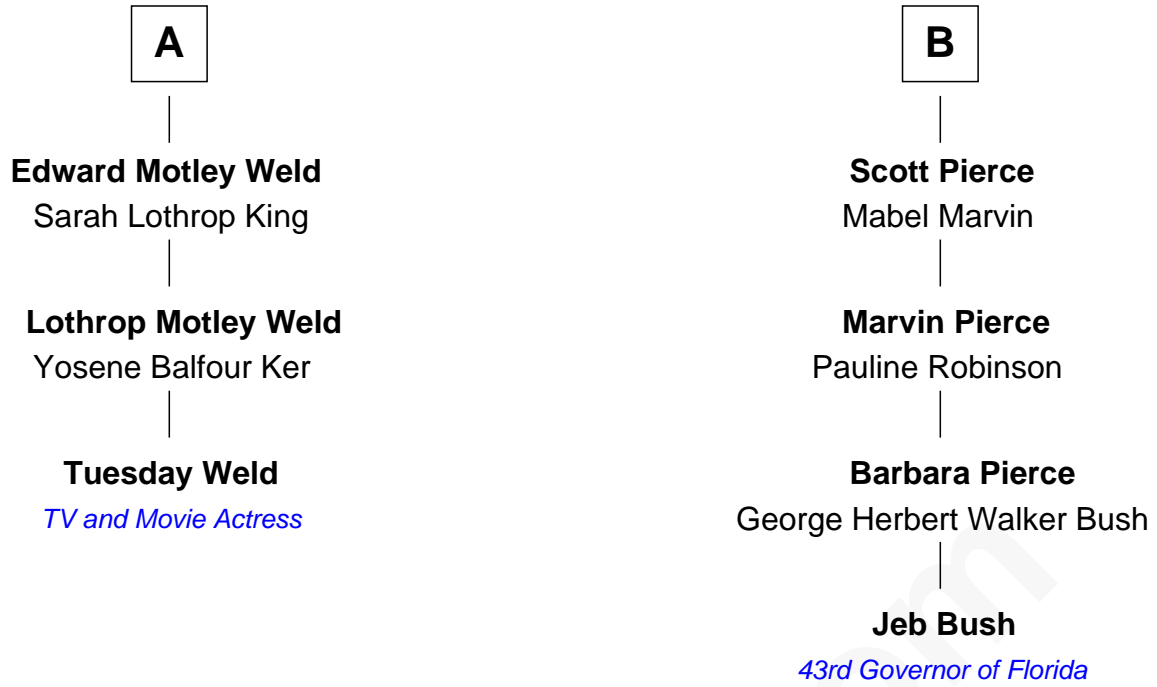 A
Edward Motley Weld
Sarah Lothrop King
Lothrop Motley Weld
Yosene Balfour Ker
Tuesday Weld
TV and Movie Actress
B
Scott Pierce
Mabel Marvin
Marvin Pierce
Pauline Robinson
Barbara Pierce
George Herbert Walker Bush
Jeb Bush
43rd Governor of Florida